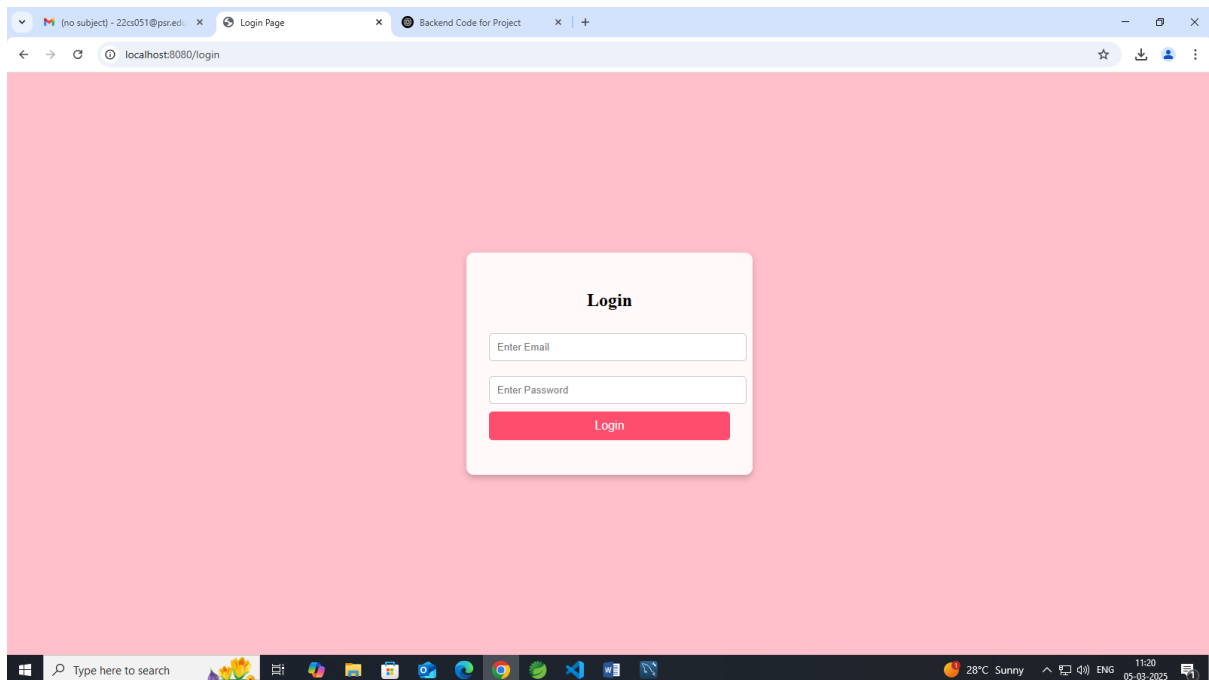 (no subject) - 22cs051@psr.edu
Login Page
Backend Code for Project
localhost:8080/login
Login
Enter Email
Enter Password
Login
Type here to search
28°C Sunny
ENG
11:20
05-03-2025